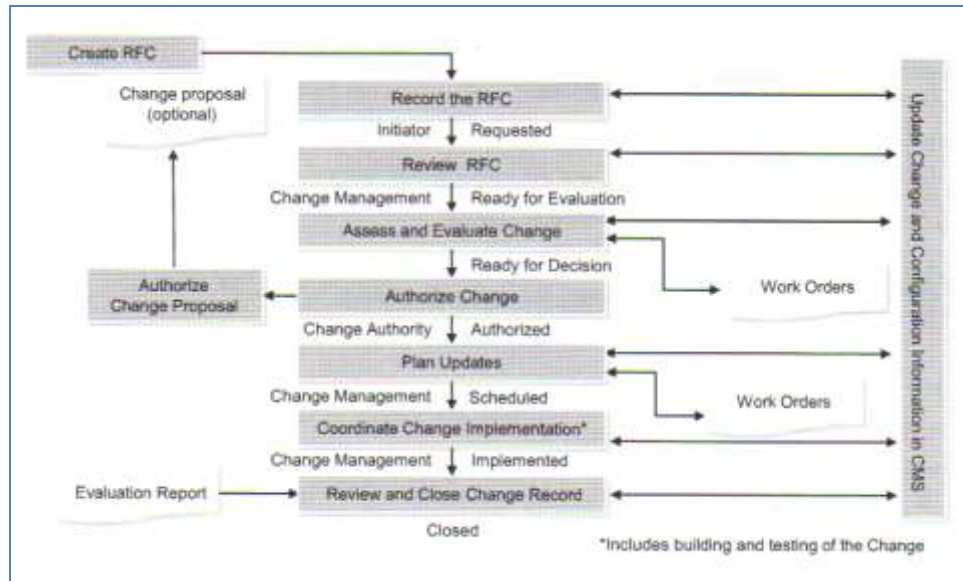 Create RFC
Change proposal
(optional)
Record the RFC
Initiator Requested
Review RFC
Change Management Ready for Evaluation
Assess and Evaluate Change
Ready for Decision
Work Orders
Authorize
Change Proposal
Authorize Change
Change Authority Authorized
Plan Updates
Change Management Scheduled
Work Orders
Coordinate Change Implementation*
Change Management Implemented
Evaluation Report
Review and Close Change Record
Closed
*Includes building and testing of the Change
Update Change and Configuration Information in CMS